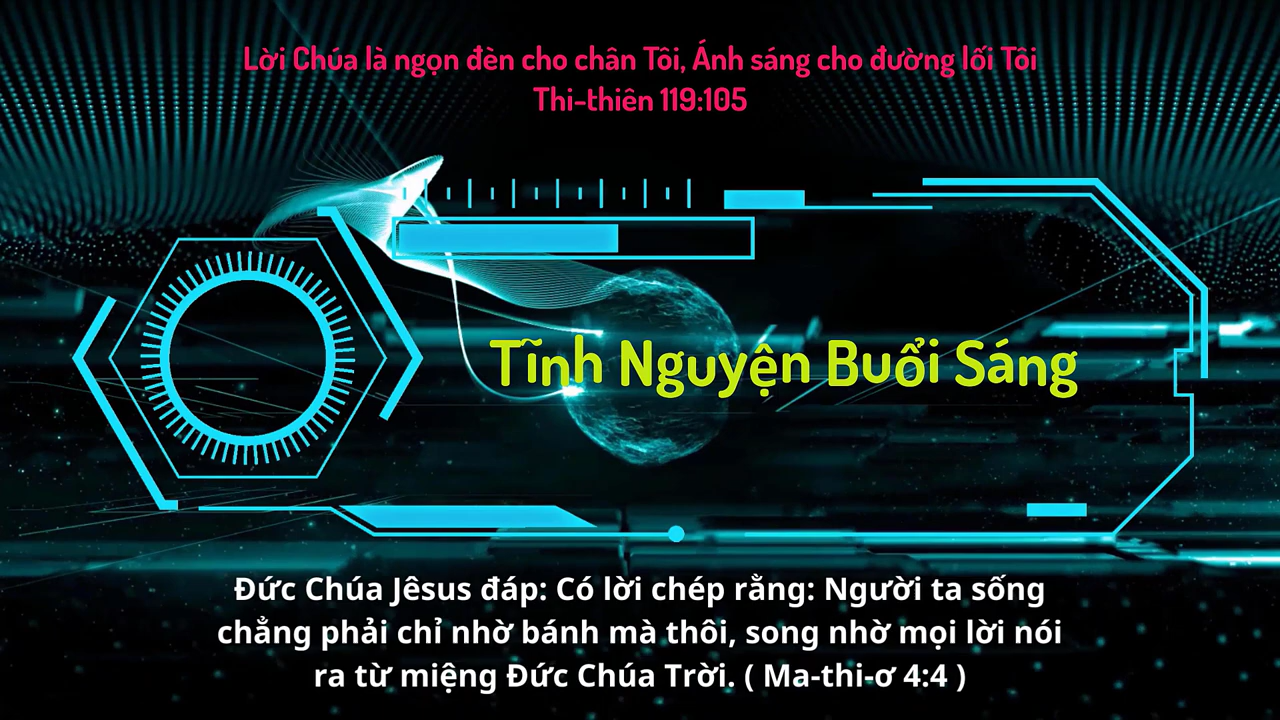 Lời Chúa là ngọn đèn cho chân Tôi, Ánh sáng cho đường lối Tôi
Thi-thiên 119:105
Tĩnh Nguyện Buổi Sáng
Đức Chúa Jêsus đáp: Có lời chép rằng: Người ta sống
chẳng phải chỉ nhờ bánh mà thôi, song nhờ mọi lời nói
ra từ miệng Đức Chúa Trời. ( Ma-thi-ơ 4:4 )